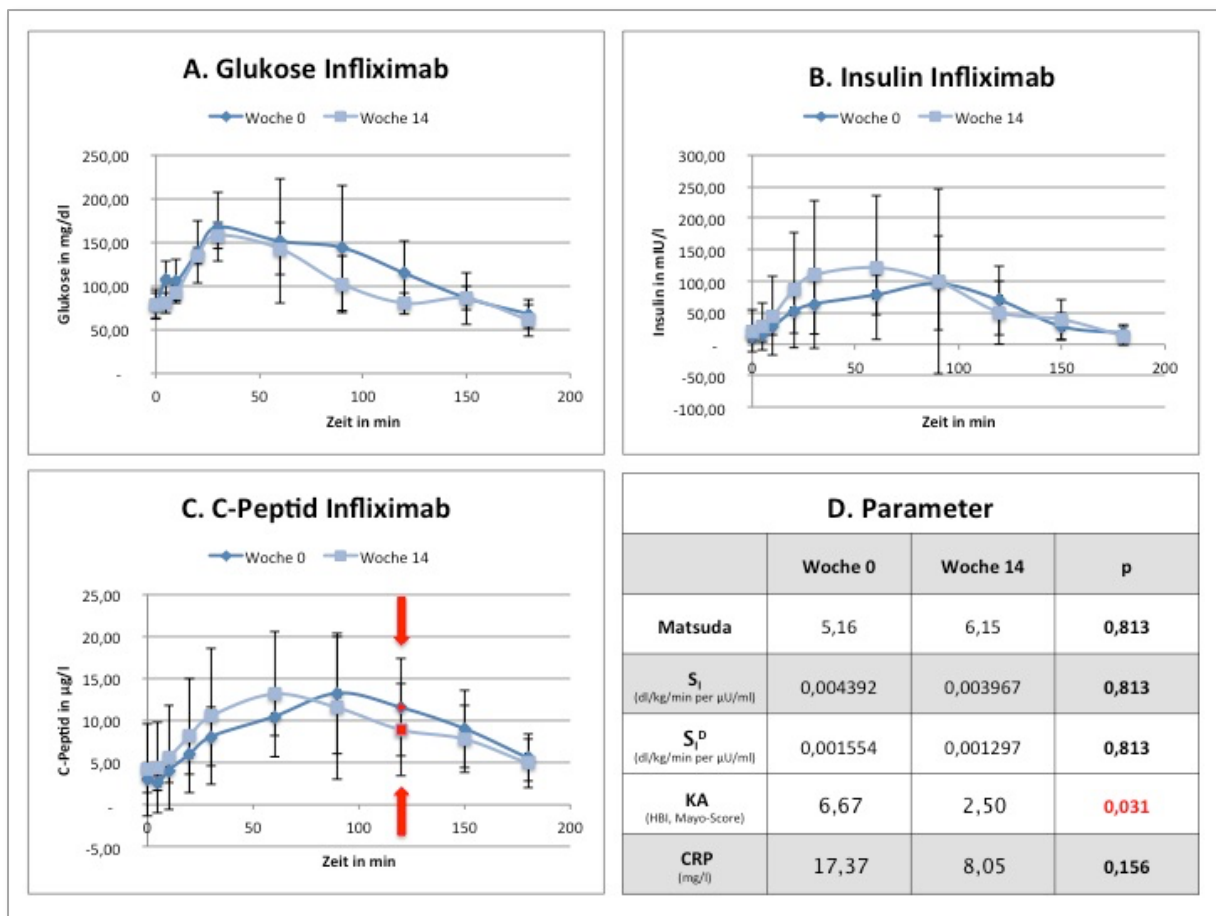 A. Glukose Infliximab
Woche 0 Woche 14
Glukose in mg/dl
250,00
200,00
150,00
100,00
50,00
-
0 50 100 150 200
Zeit in min
B. Insulin Infliximab
Woche 0 Woche 14
Insulin in mIU/l
300,00
250,00
200,00
150,00
100,00
50,00
-
-50,00
-100,00
0 50 100 150 200
Zeit in min
C. C-Peptid Infliximab
Woche 0 Woche 14
C-Peptid in µg/l
25,00
20,00
15,00
10,00
5,00
-
-5,00
0 50 100 150 200
Zeit in min
D. Parameter
Woche 0 Woche 14 p
Matsuda 5,16 6,15 0,813
SI 0,004392 0,003967 0,813
(dl/kg/min per µU/ml)
SID 0,001554 0,001297 0,813
(dl/kg/min per µU/ml)
KA 6,67 2,50 0,031
(HBI, Mayo-Score)
CRP 17,37 8,05 0,156
(mg/l)